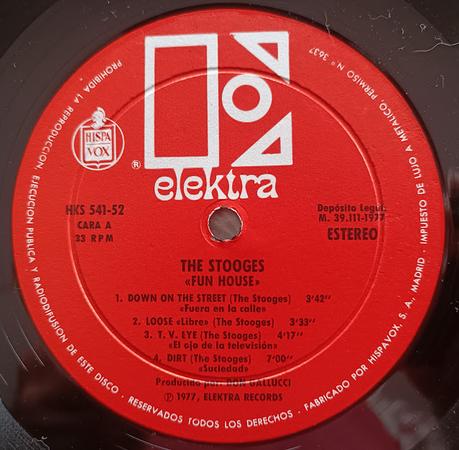 PROHIBIDA LA REPRODUCCION, EJECUCION PUBLICA Y RADIODIFUSION DE ESTE DISCO - RESERVADOS TODOS LOS DERECHOS - FABRICADO POR HISPAVOX, S. A., MADRID - IMPUESTO DE LUJO A METALICO, PERMISO N.º 3637
HISPA
VOX
®
elektra
HKS 541-52
CARA A
33 RPM
Depósito Legal:
M. 39.111-1977
ESTEREO
THE STOOGES
«FUN HOUSE»
1. DOWN ON THE STREET (The Stooges) 3'42''
«Fuera en la calle»
2. LOOSE «Libre» (The Stooges) 3'33''
3. T. V. EYE (The Stooges) 4'17''
«El ojo de la televisión»
4. DIRT (The Stooges) 7'00''
«Suciedad»
Producido por: DON GALLUCCI
Ⓟ 1977, ELEKTRA RECORDS